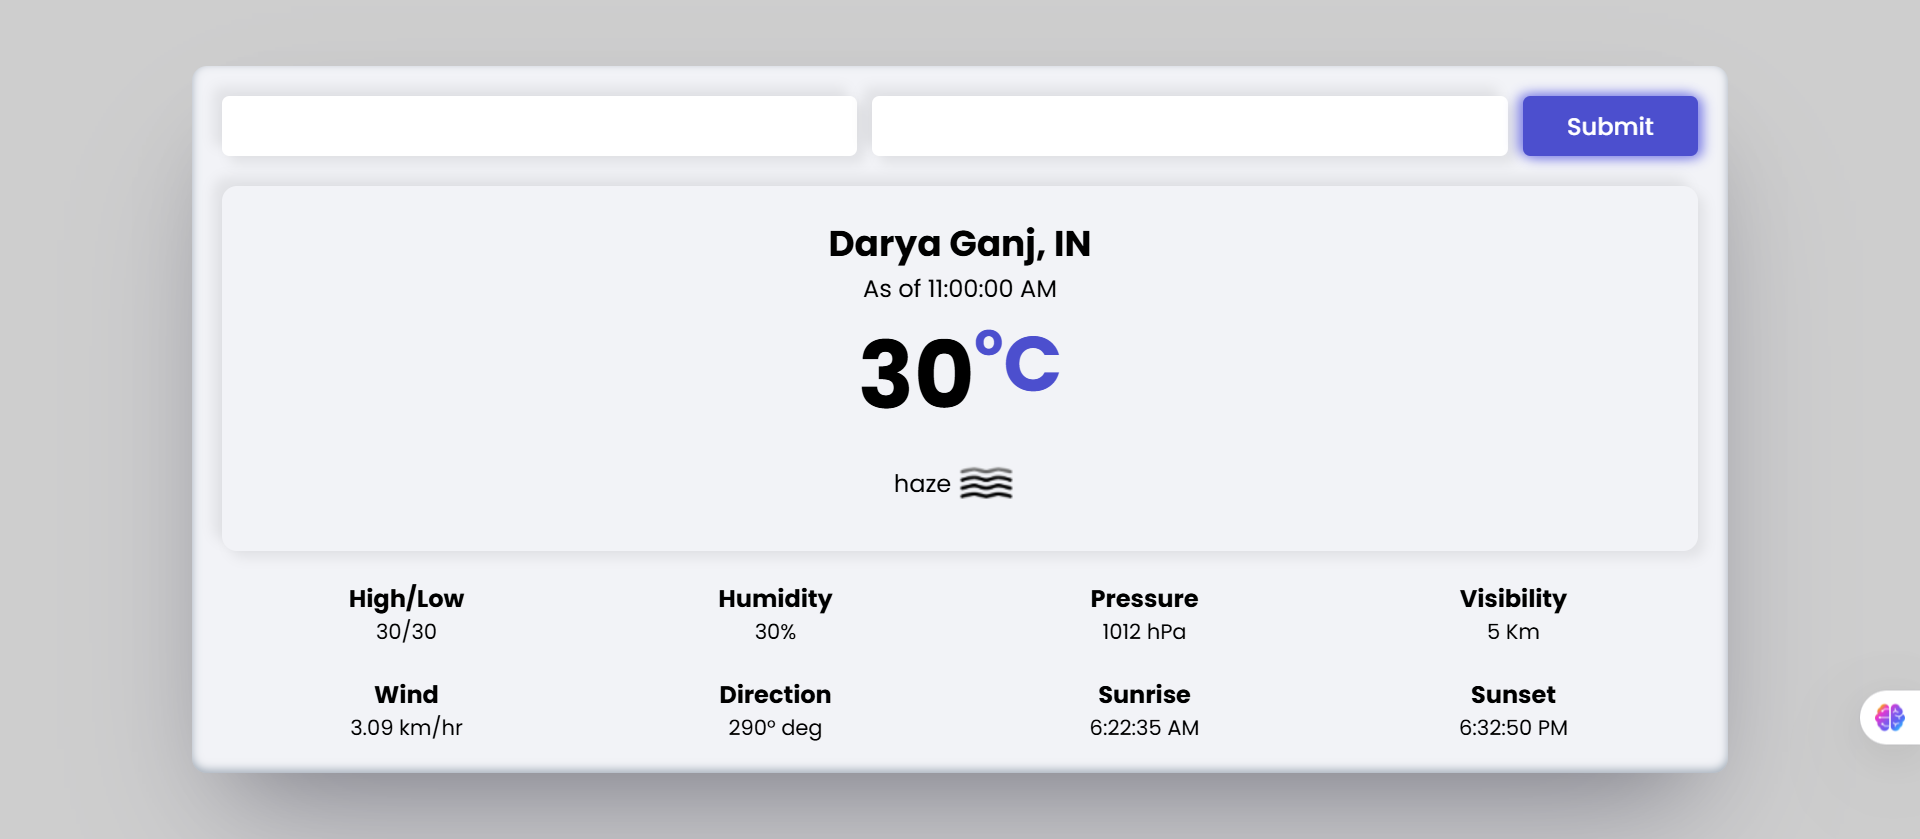 Submit
Darya Ganj, IN
As of 11:00:00 AM
30°C
haze
High/Low
30/30
Humidity
30%
Pressure
1012 hPa
Visibility
5 Km
Wind
3.09 km/hr
Direction
290° deg
Sunrise
6:22:35 AM
Sunset
6:32:50 PM